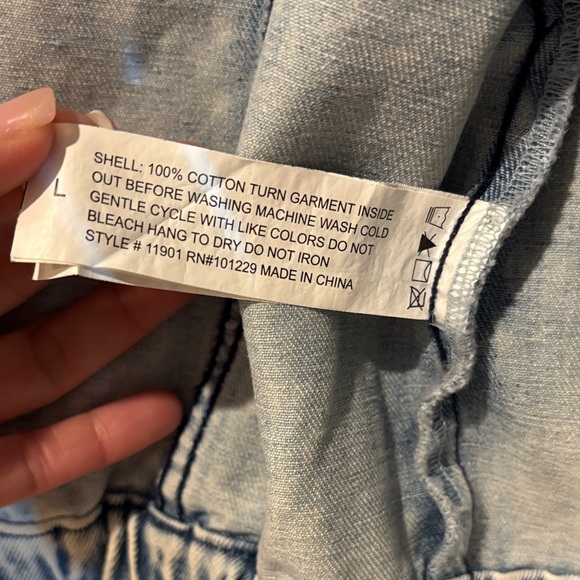 SHELL: 100% COTTON TURN GARMENT INSIDE
OUT BEFORE WASHING MACHINE WASH COLD
GENTLE CYCLE WITH LIKE COLORS DO NOT
BLEACH HANG TO DRY DO NOT IRON
STYLE # 11901 RN#101229 MADE IN CHINA
L